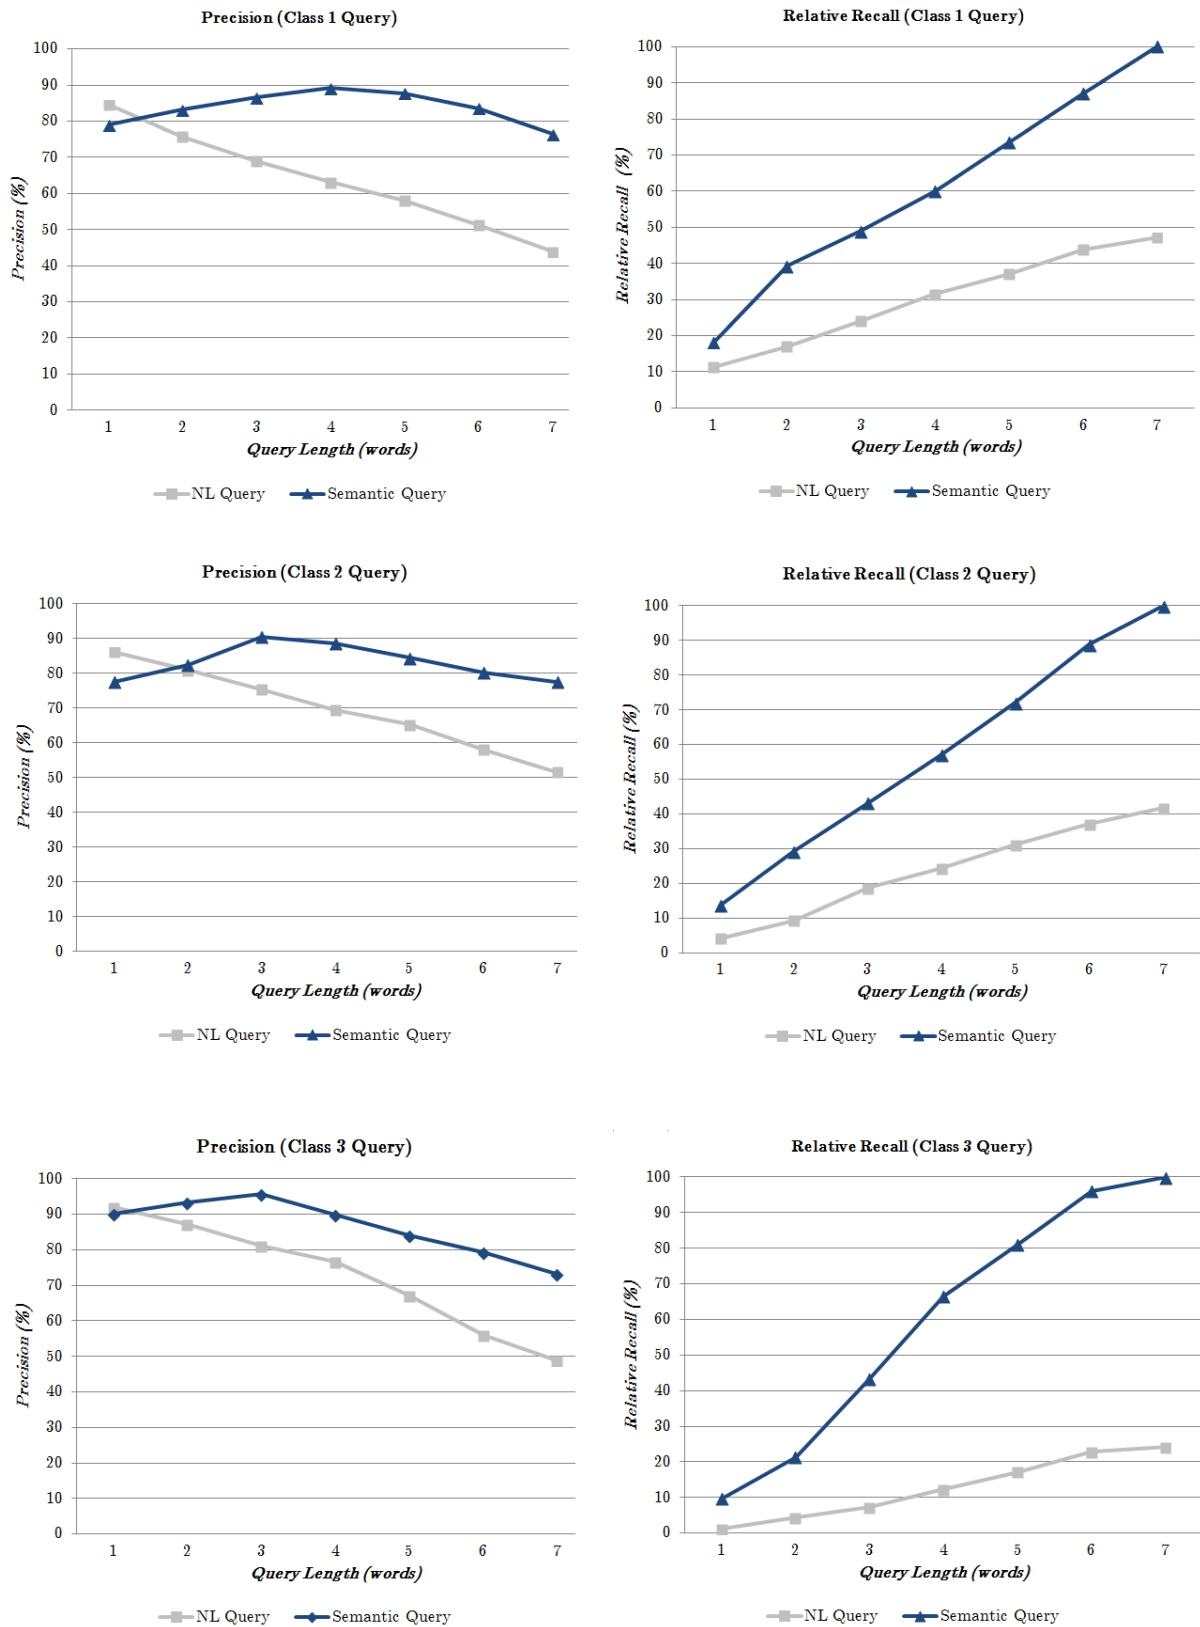 Precision (Class 1 Query)
100
90
80
70
60
50
40
30
20
10
0
Precision (%)
1 2 3 4 5 6 7
Query Length (words)
NL Query Semantic Query
Relative Recall (Class 1 Query)
100
90
80
70
60
50
40
30
20
10
0
Relative Recall (%)
1 2 3 4 5 6 7
Query Length (words)
NL Query Semantic Query
Precision (Class 2 Query)
100
90
80
70
60
50
40
30
20
10
0
Precision (%)
1 2 3 4 5 6 7
Query Length (words)
NL Query Semantic Query
Relative Recall (Class 2 Query)
100
90
80
70
60
50
40
30
20
10
0
Relative Recall (%)
1 2 3 4 5 6 7
Query Length (words)
NL Query Semantic Query
Precision (Class 3 Query)
100
90
80
70
60
50
40
30
20
10
0
Precision (%)
1 2 3 4 5 6 7
Query Length (words)
NL Query Semantic Query
Relative Recall (Class 3 Query)
100
90
80
70
60
50
40
30
20
10
0
Relative Recall (%)
1 2 3 4 5 6 7
Query Length (words)
NL Query Semantic Query